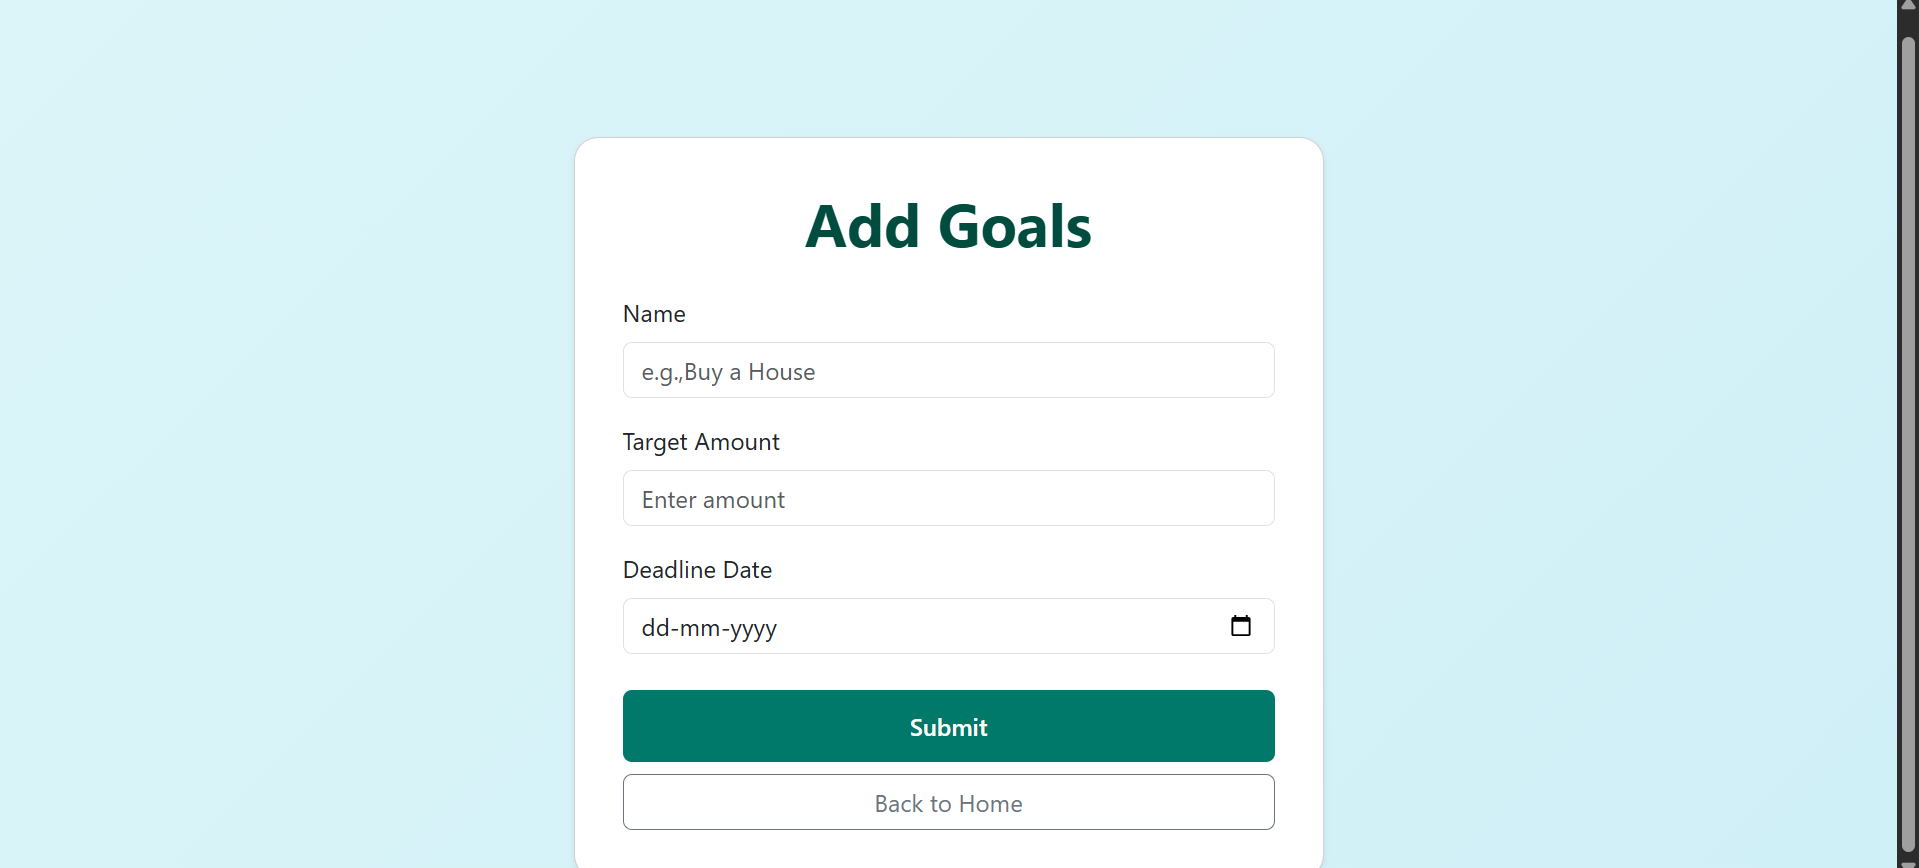 Add Goals
Name
e.g.,Buy a House
Target Amount
Enter amount
Deadline Date
dd-mm-yyyy
Submit
Back to Home